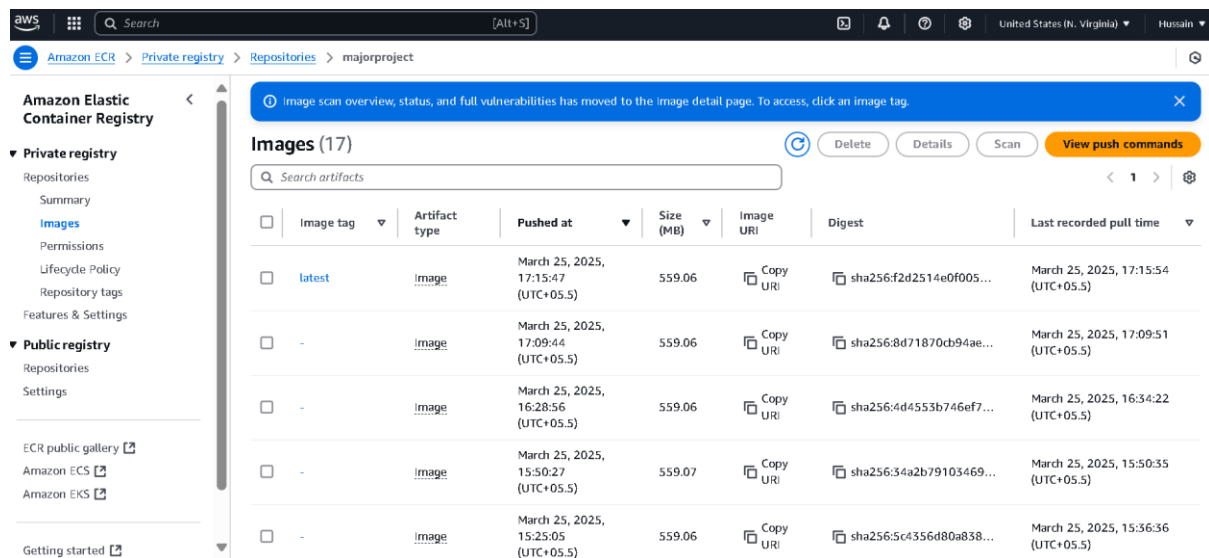 aws
Search [Alt+S]
United States (N. Virginia) ▼ Hussain ▼
Amazon ECR > Private registry > Repositories > majorproject
Amazon Elastic
Container Registry
Private registry
Repositories
Summary
Images
Permissions
Lifecycle Policy
Repository tags
Features & Settings
Public registry
Repositories
Settings
ECR public gallery
Amazon ECS
Amazon EKS
Getting started
Image scan overview, status, and full vulnerabilities has moved to the Image detail page. To access, click an image tag.
Images (17)
Delete Details Scan View push commands
Search artifacts
< 1 >
Image tag Artifact type Pushed at Size (MB) Image URI Digest Last recorded pull time
latest Image March 25, 2025, 17:15:47 (UTC+05.5) 559.06 Copy URI sha256:f2d2514e0f005... March 25, 2025, 17:15:54 (UTC+05.5)
- Image March 25, 2025, 17:09:44 (UTC+05.5) 559.06 Copy URI sha256:8d71870cb94ae... March 25, 2025, 17:09:51 (UTC+05.5)
- Image March 25, 2025, 16:28:56 (UTC+05.5) 559.06 Copy URI sha256:4d4553b746ef7... March 25, 2025, 16:34:22 (UTC+05.5)
- Image March 25, 2025, 15:50:27 (UTC+05.5) 559.07 Copy URI sha256:34a2b79103469... March 25, 2025, 15:50:35 (UTC+05.5)
- Image March 25, 2025, 15:25:05 (UTC+05.5) 559.06 Copy URI sha256:5c4356d80a838... March 25, 2025, 15:36:36 (UTC+05.5)